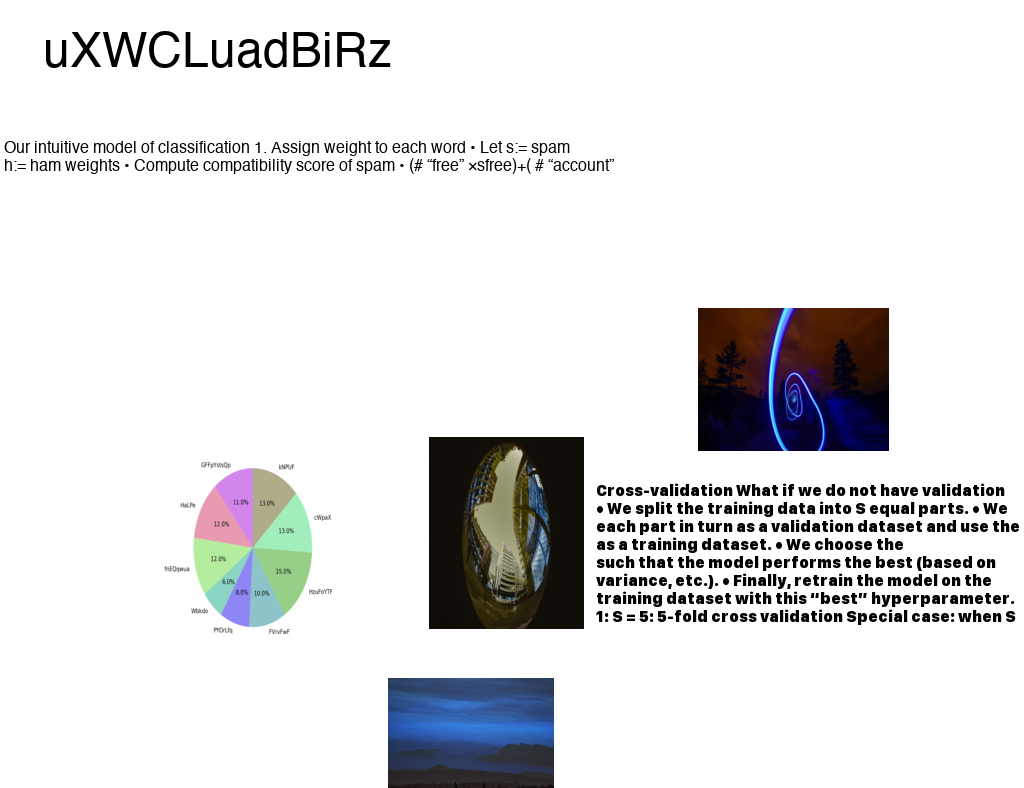 uXWCLuadBiRz
Our intuitive model of classification 1. Assign weight to each word • Let s:= spam
h:= ham weights • Compute compatibility score of spam • (# “free” ×sfree)+( # “account”
GFFpYstsQp
kNPUF
HaLPe
11.0%
13.0%
cWpaX
12.0%
13.0%
12.0%
15.0%
fnEQqwua
6.0%
8.0%
10.0%
HzuFoYTF
Wbkdo
PYOrLfq
FVrvFwF
Cross-validation What if we do not have validation
• We split the training data into S equal parts. • We
each part in turn as a validation dataset and use the
as a training dataset. • We choose the
such that the model performs the best (based on
variance, etc.). • Finally, retrain the model on the
training dataset with this “best” hyperparameter.
1: S = 5: 5-fold cross validation Special case: when S